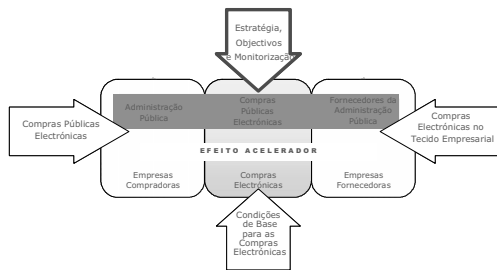 Estratégia,
Objectivos
e Monitorização
Compras Públicas
Electrónicas
Administração
Pública
Compras
Públicas
Electrónicas
Fornecedores da
Administração
Pública
Compras
Electrónicas no
Tecido Empresarial
EFEITO ACELERADOR
Empresas
Compradoras
Compras
Electrónicas
Empresas
Fornecedoras
Condições
de Base
para as
Compras
Electrónicas